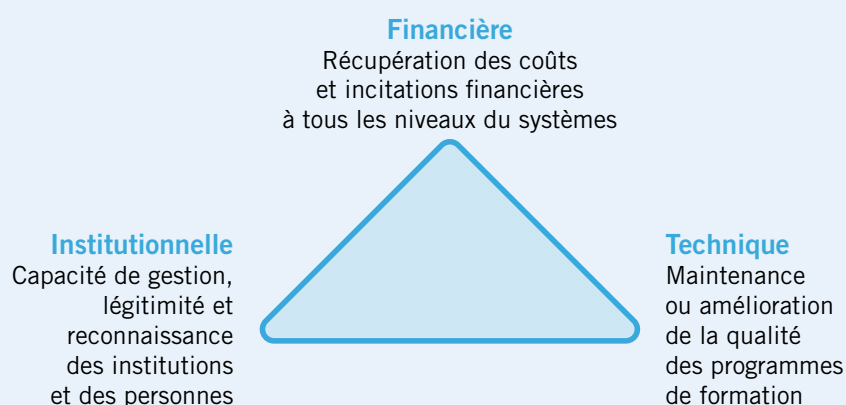 Financière
Récupération des coûts
et incitations financières
à tous les niveaux du systèmes
Institutionnelle
Capacité de gestion,
légitimité et
reconnaissance
des institutions
et des personnes
Technique
Maintenance
ou amélioration
de la qualité
des programmes
de formation